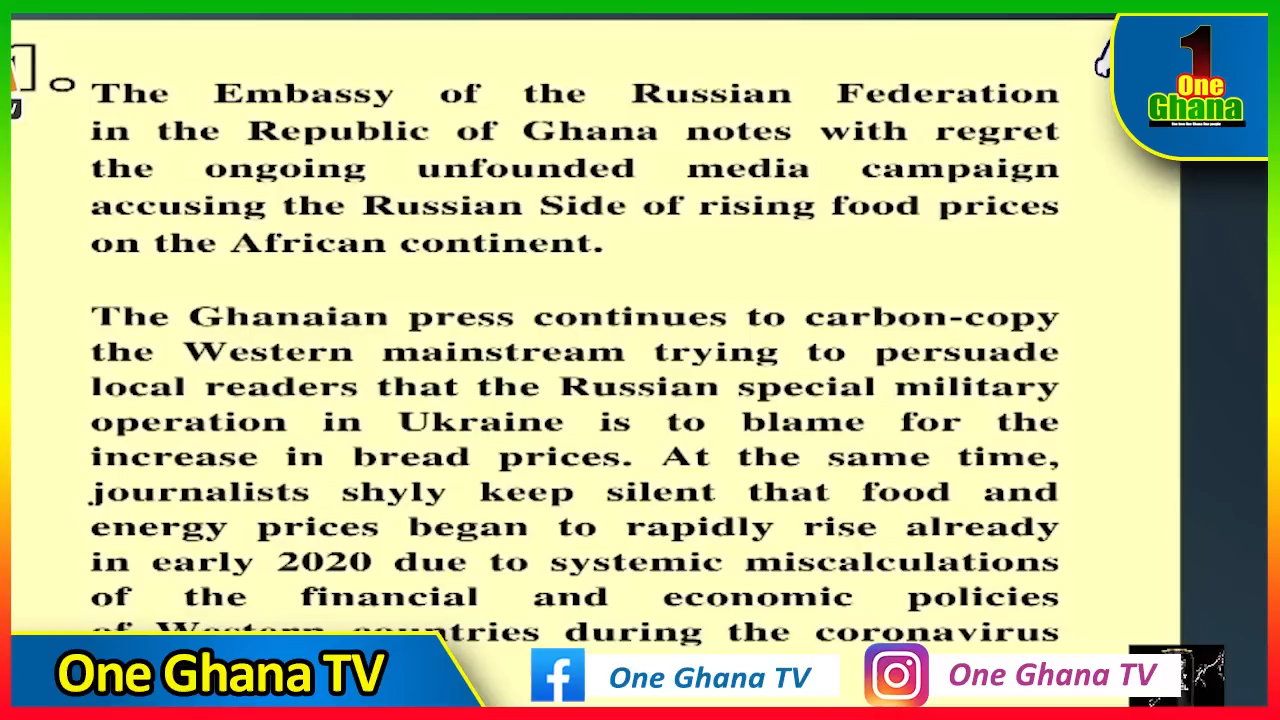 The Embassy of the Russian Federation
in the Republic of Ghana notes with regret
the ongoing unfounded media campaign
accusing the Russian Side of rising food prices
on the African continent.
The Ghanaian press continues to carbon-copy
the Western mainstream trying to persuade
local readers that the Russian special military
operation in Ukraine is to blame for the
increase in bread prices. At the same time,
journalists shyly keep silent that food and
energy prices began to rapidly rise already
in early 2020 due to systemic miscalculations
of the financial and economic policies
of Western countries during the coronavirus
1
One
Ghana
One Ghana TV
One Ghana TV
One Ghana TV